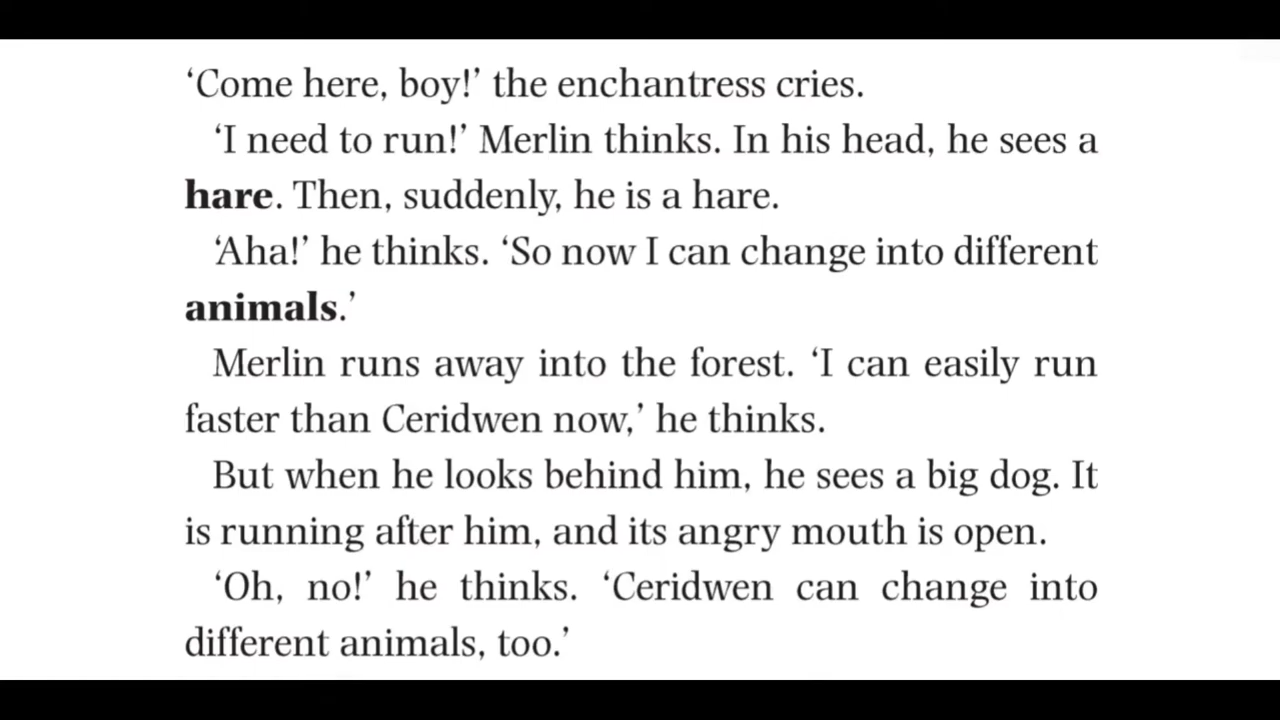 ‘Come here, boy!’ the enchantress cries.
‘I need to run!’ Merlin thinks. In his head, he sees a
hare. Then, suddenly, he is a hare.
‘Aha!’ he thinks. ‘So now I can change into different
animals.’
Merlin runs away into the forest. ‘I can easily run
faster than Ceridwen now,’ he thinks.
But when he looks behind him, he sees a big dog. It
is running after him, and its angry mouth is open.
‘Oh, no!’ he thinks. ‘Ceridwen can change into
different animals, too.’